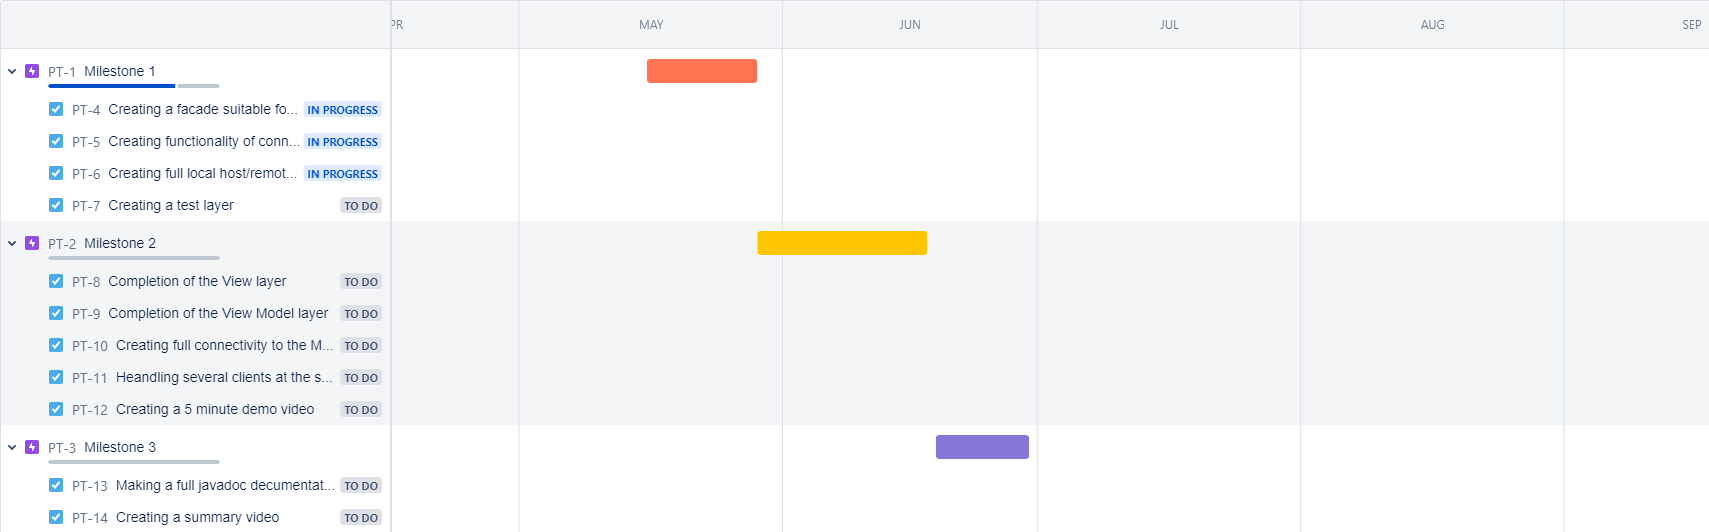 PR MAY JUN JUL AUG SEP
PT-1 Milestone 1
PT-4 Creating a facade suitable fo... IN PROGRESS
PT-5 Creating functionality of conn... IN PROGRESS
PT-6 Creating full local host/remot... IN PROGRESS
PT-7 Creating a test layer TO DO
PT-2 Milestone 2
PT-8 Completion of the View layer TO DO
PT-9 Completion of the View Model layer TO DO
PT-10 Creating full connectivity to the M... TO DO
PT-11 Heandling several clients at the s... TO DO
PT-12 Creating a 5 minute demo video TO DO
PT-3 Milestone 3
PT-13 Making a full javadoc decumentat... TO DO
PT-14 Creating a summary video TO DO